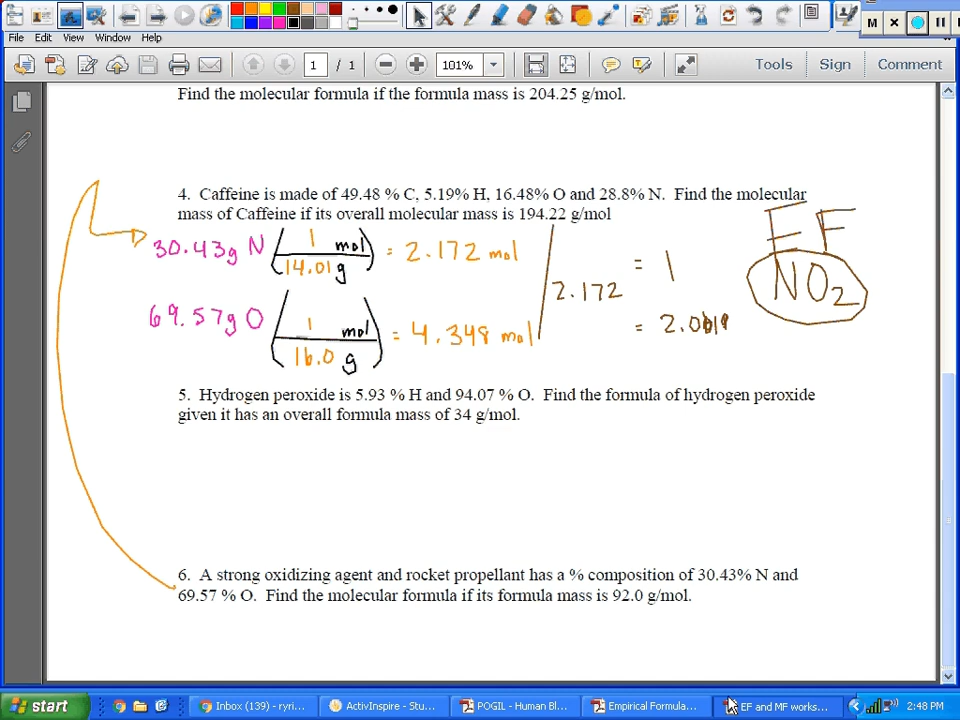 M
File Edit View Window Help
1 / 1 101% Tools Sign Comment
Find the molecular formula if the formula mass is 204.25 g/mol.
4. Caffeine is made of 49.48 % C, 5.19% H, 16.48% O and 28.8% N. Find the molecular
mass of Caffeine if its overall molecular mass is 194.22 g/mol
EF
30.43g N (1 mol / 14.01 g) = 2.172 mol
2.172
= 1
NO2
69.57g O (1 mol / 16.0 g) = 4.348 mol
5. Hydrogen peroxide is 5.93 % H and 94.07 % O. Find the formula of hydrogen peroxide
given it has an overall formula mass of 34 g/mol.
6. A strong oxidizing agent and rocket propellant has a % composition of 30.43% N and
69.57 % O. Find the molecular formula if its formula mass is 92.0 g/mol.
start Inbox (139) - ryri... ActivInspire - Stu... POGIL - Human Bl... Empirical Formula... EF and MF works... 2:48 PM